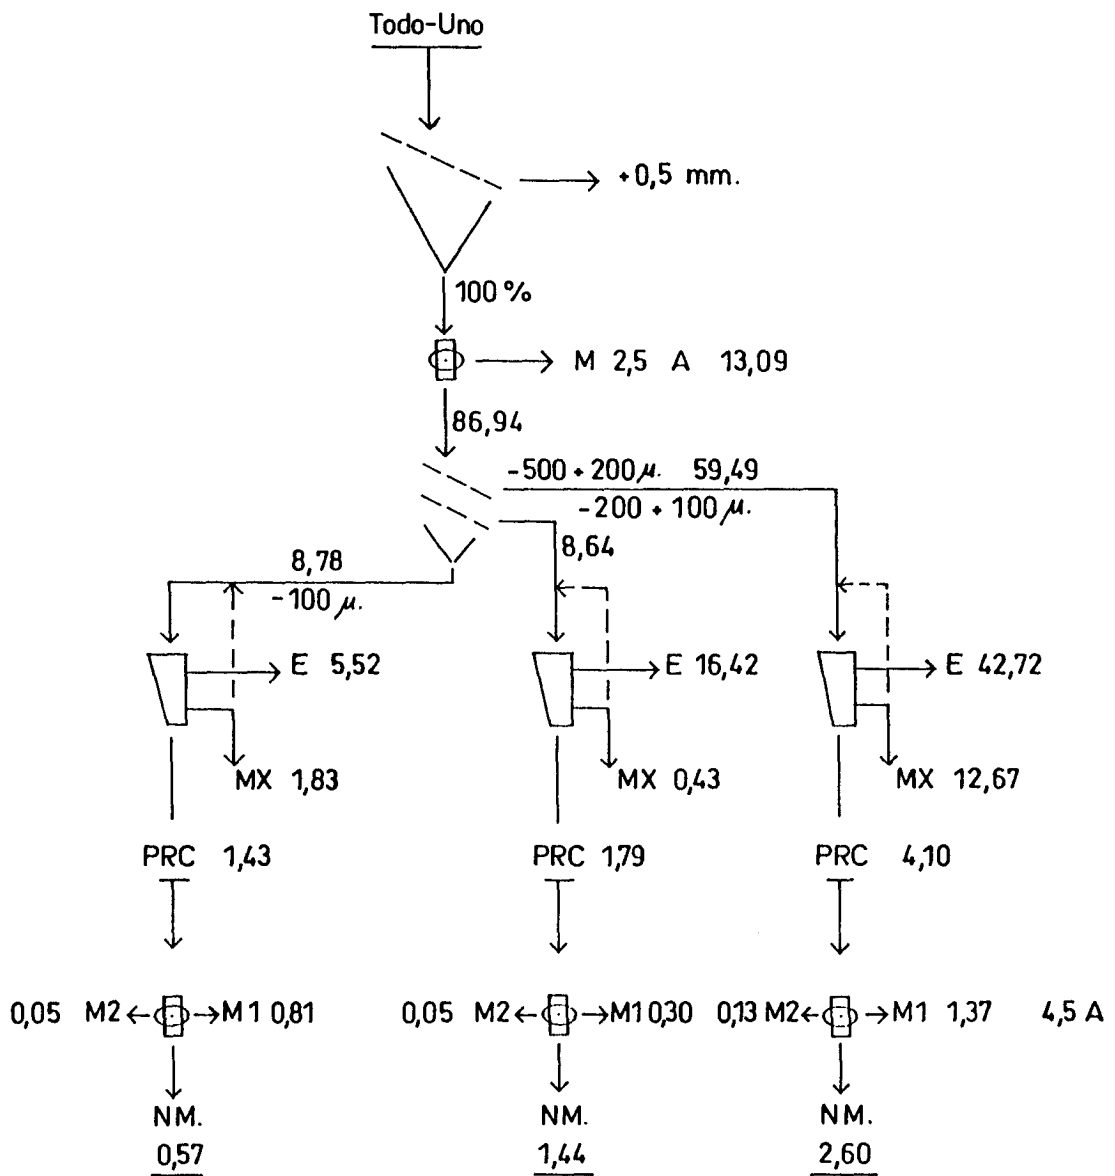 Todo-Uno
+0,5 mm.
100 %
M 2,5 A 13,09
86,94
-500 + 200 µ. 59,49
-200 + 100 µ.
8,64
8,78
-100 µ.
E 5,52
E 16,42
E 42,72
MX 1,83
MX 0,43
MX 12,67
PRC 1,43
PRC 1,79
PRC 4,10
0,05 M2 M1 0,81
0,05 M2 M1 0,30
0,13 M2 M1 1,37 4,5 A
NM.
0,57
NM.
1,44
NM.
2,60